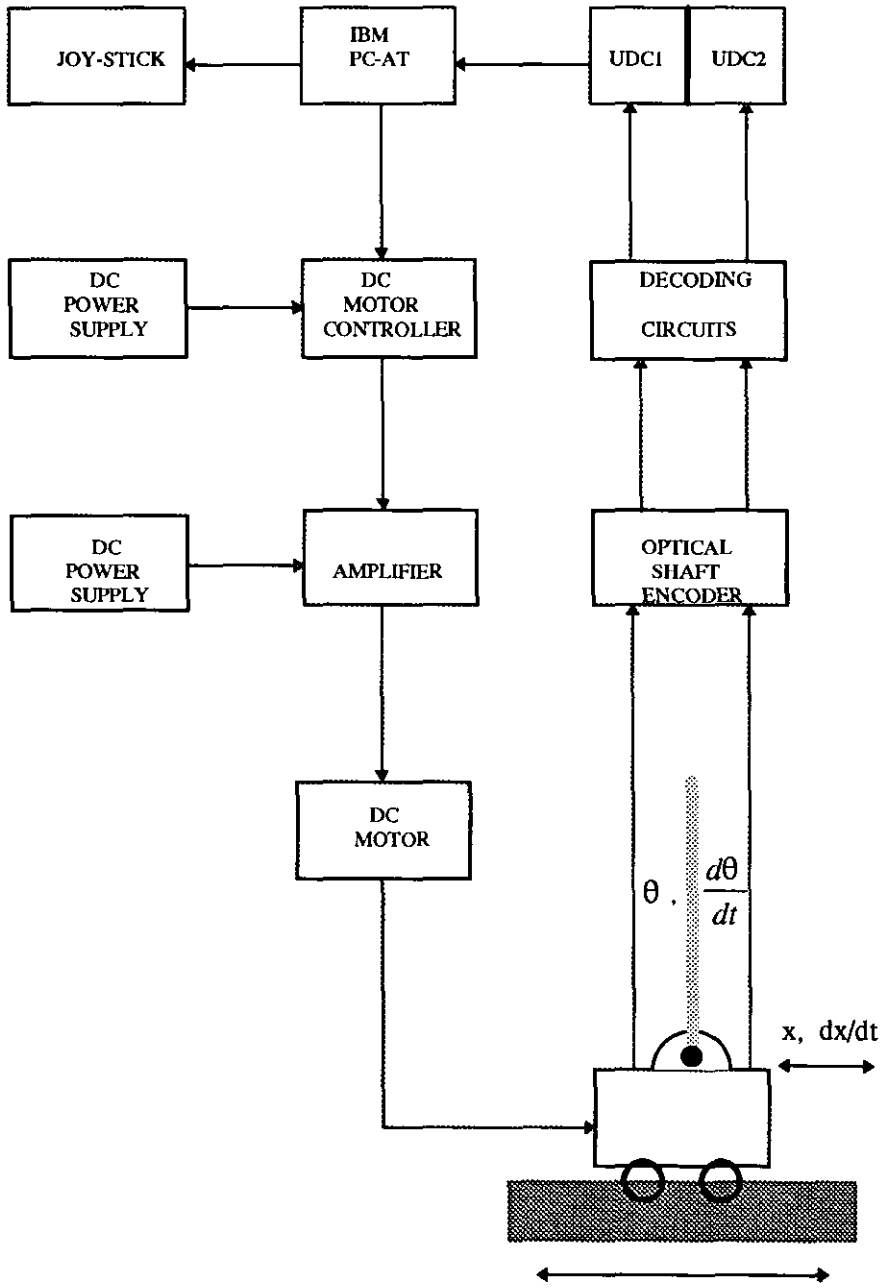 JOY-STICK
IBM
PC-AT
UDC1
UDC2
DC
POWER
SUPPLY
DC
MOTOR
CONTROLLER
DECODING
CIRCUITS
DC
POWER
SUPPLY
AMPLIFIER
OPTICAL
SHAFT
ENCODER
DC
MOTOR
θ , dθ/dt
x, dx/dt